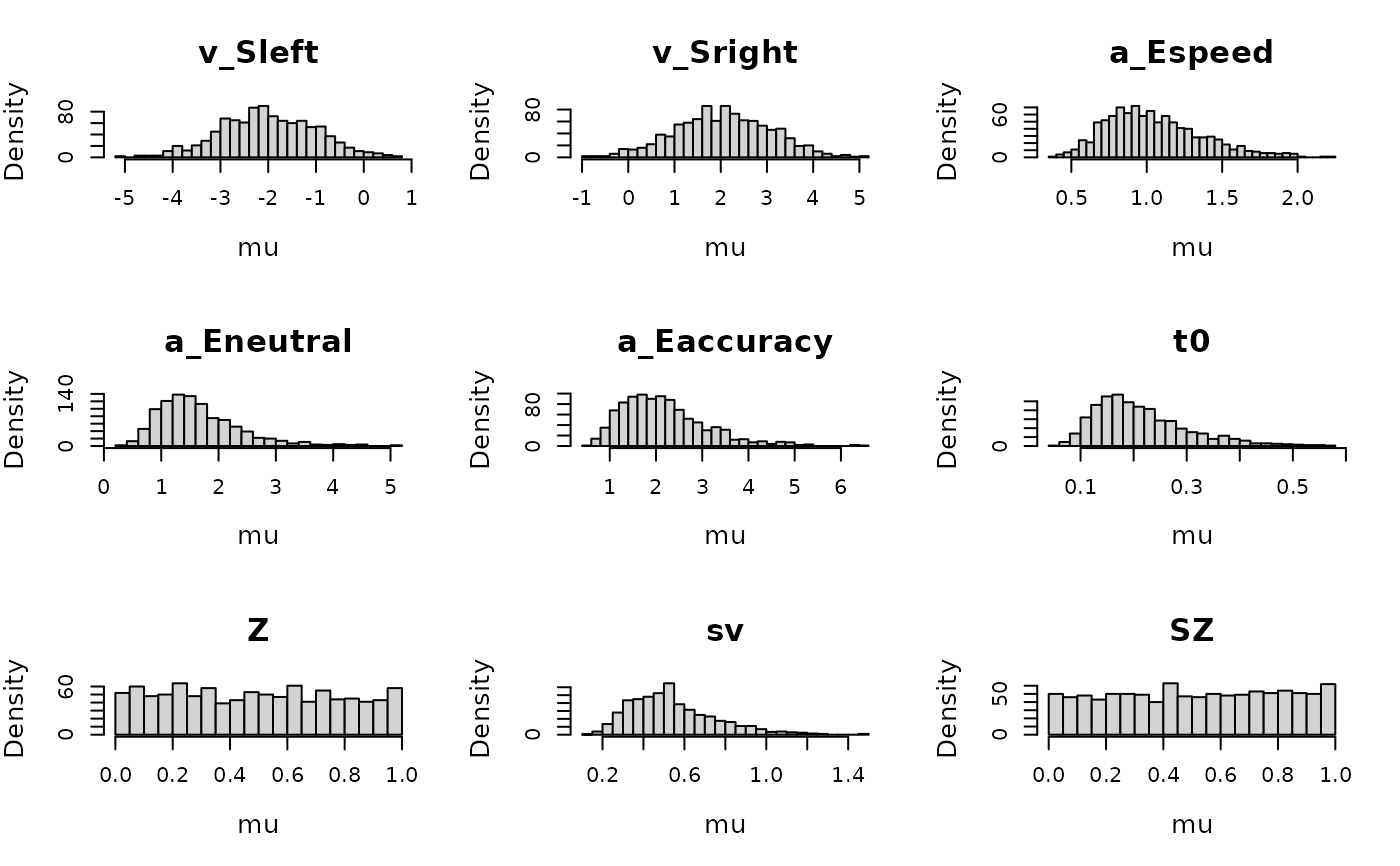 v_Sleft
Density
0 80
-5 -4 -3 -2 -1 0 1
mu
v_Sright
Density
0 80
-1 0 1 2 3 4 5
mu
a_Espeed
Density
0 60
0.5 1.0 1.5 2.0
mu
a_Eneutral
Density
0 140
0 1 2 3 4 5
mu
a_Eaccuracy
Density
0 80
1 2 3 4 5 6
mu
t0
Density
0
0.1 0.3 0.5
mu
Z
Density
0 60
0.0 0.2 0.4 0.6 0.8 1.0
mu
sv
Density
0
0.2 0.6 1.0 1.4
mu
SZ
Density
0 50
0.0 0.2 0.4 0.6 0.8 1.0
mu